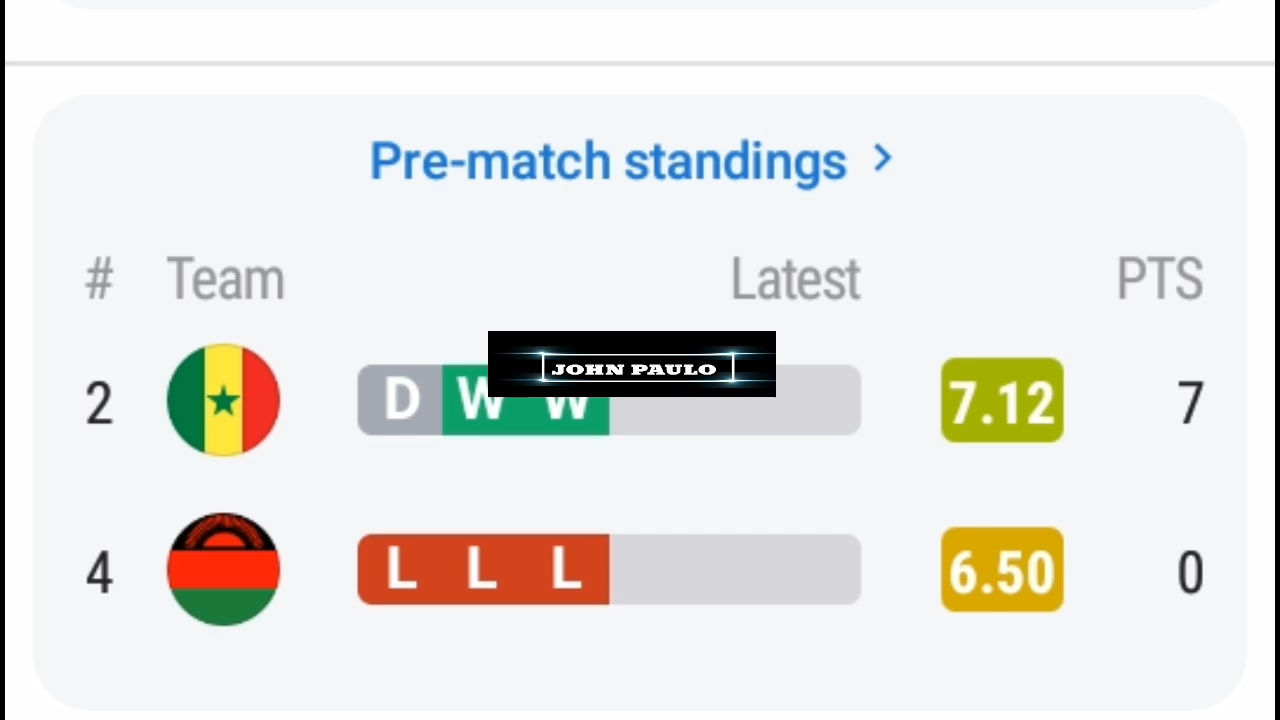 Pre-match standings >
# Team Latest PTS
2 D W W 7.12 7
JOHN PAULO
4 L L L 6.50 0